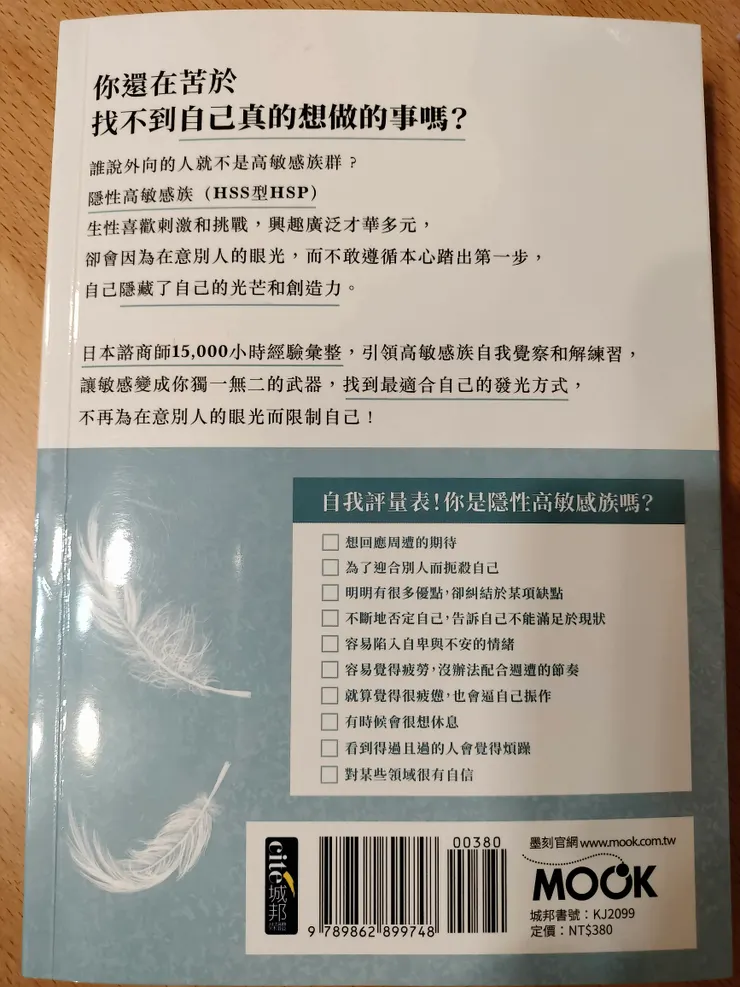 你還在苦於
找不到自己真的想做的事嗎？
誰說外向的人就不是高敏感族群？
隱性高敏感族（HSS型HSP）
生性喜歡刺激和挑戰，興趣廣泛才華多元，
卻會因為在意別人的眼光，而不敢遵循本心踏出第一步，
自己隱藏了自己的光芒和創造力。
日本諮商師15,000小時經驗彙整，引領高敏感族自我覺察和解練習，
讓敏感變成你獨一無二的武器，找到最適合自己的發光方式，
不再為在意別人的眼光而限制自己！
自我評量表！你是隱性高敏感族嗎？
想回應周遭的期待
為了迎合別人而扼殺自己
明明有很多優點，卻糾結於某項缺點
不斷地否定自己，告訴自己不能滿足於現狀
容易陷入自卑與不安的情緒
容易覺得疲勞，沒辦法配合週遭的節奏
就算覺得很疲憊，也會逼自己振作
有時候會很想休息
看到得過且過的人會覺得煩躁
對某些領域很有自信
cité城邦媒體
00380
9 789862 899748
墨刻官網 www.mook.com.tw
MOOK
城邦書號：KJ2099
定價：NT$380